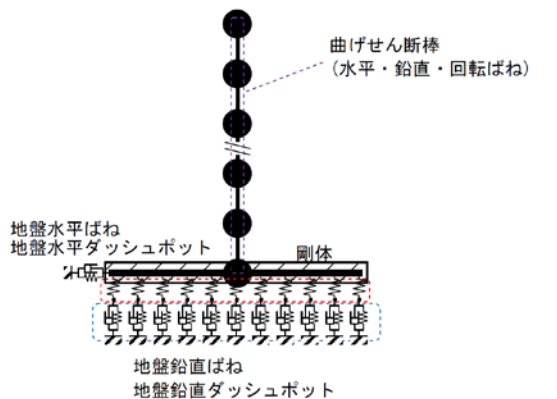 曲げせん断棒
(水平・鉛直・回転ばね)
地盤水平ばね
地盤水平ダッシュポット
剛体
地盤鉛直ばね
地盤鉛直ダッシュポット